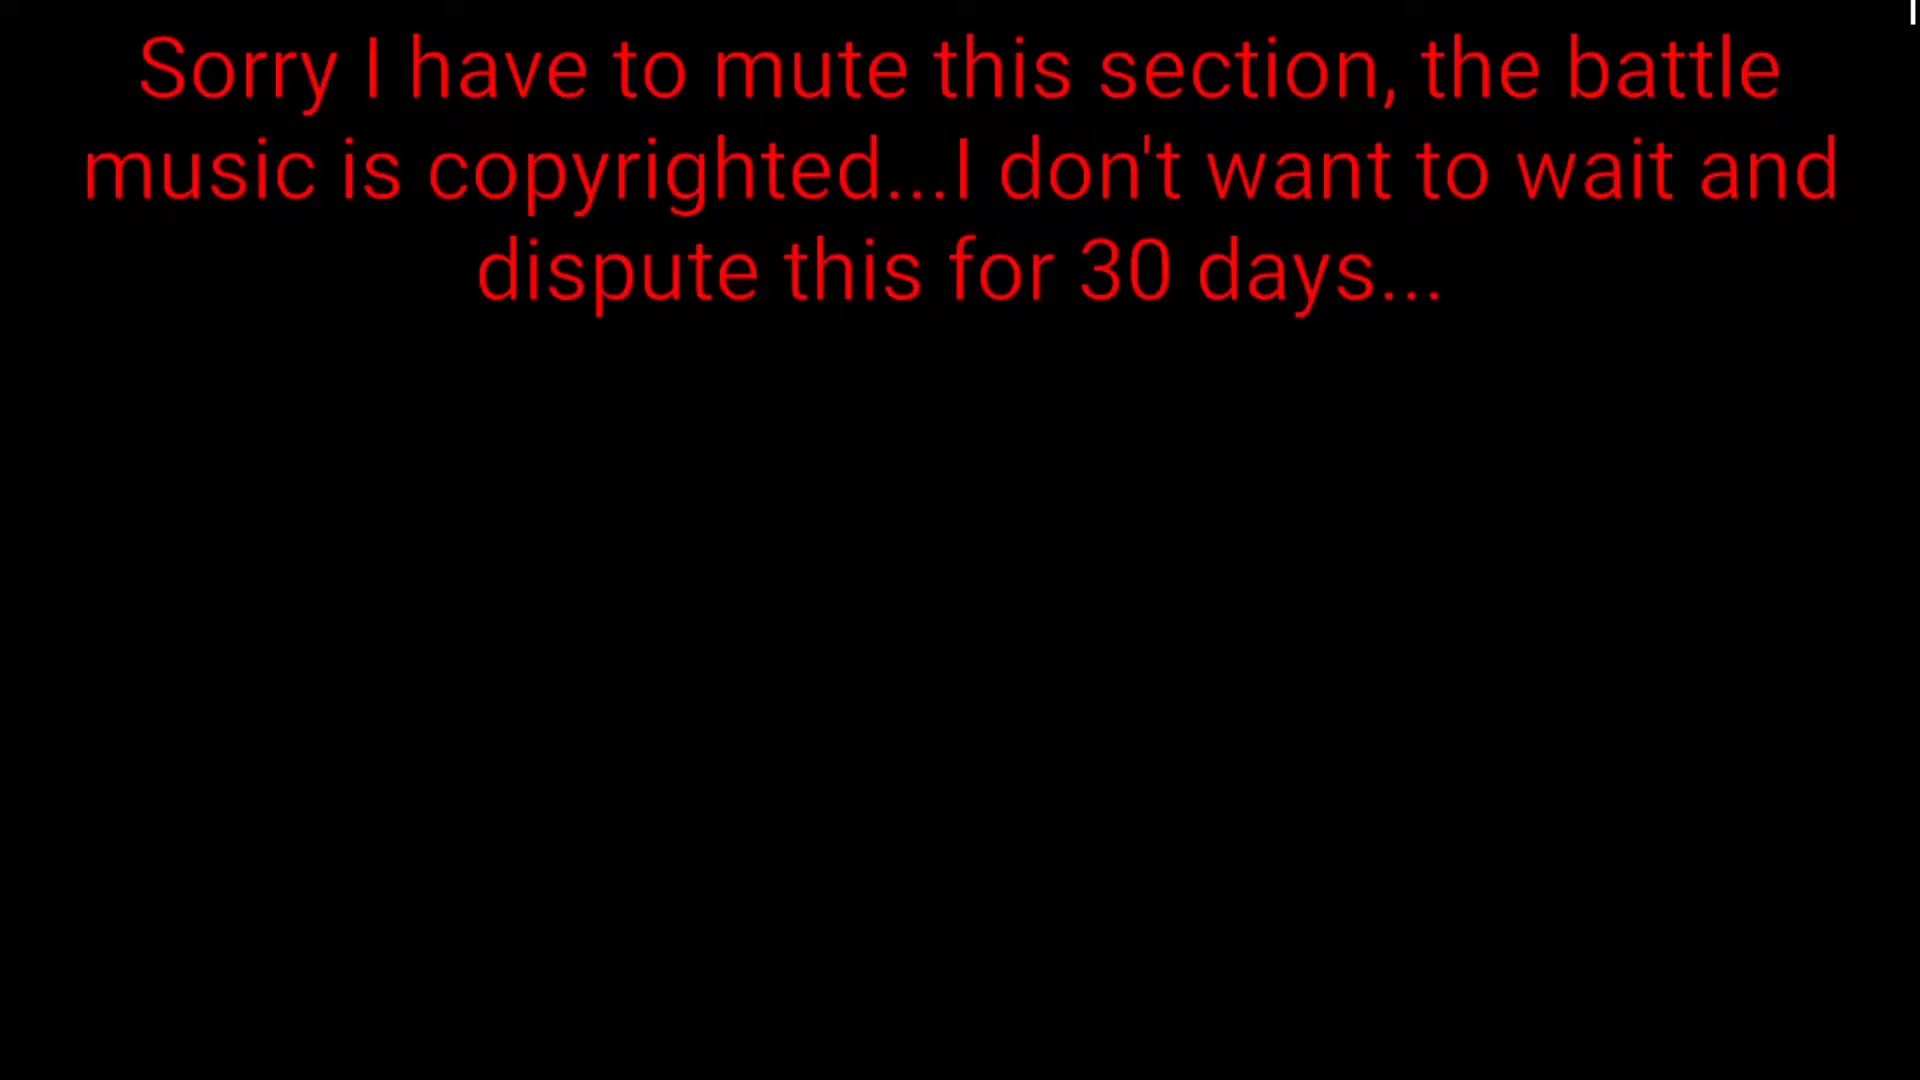 Sorry I have to mute this section, the battle
music is copyrighted...I don't want to wait and
dispute this for 30 days...